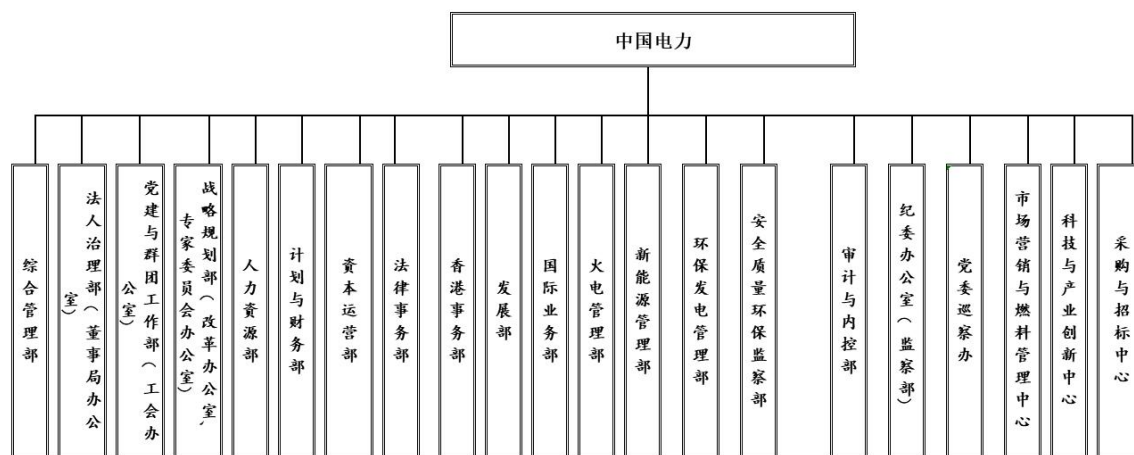 中国电力
综合管理部
法人治理部（董事局办公
室）
党建与群团工作部（工会办
公室）
战略规划部（改革办公室、
专家委员会办公室）
人力资源部
计划与财务部
资本运营部
法律事务部
香港事务部
发展部
国际业务部
火电管理部
新能源管理部
环保发电管理部
安全质量环保监察部
审计与内控部
纪委办公室（监察部）
党委巡察办
市场营销与燃料管理中心
科技与产业创新中心
采购与招标中心